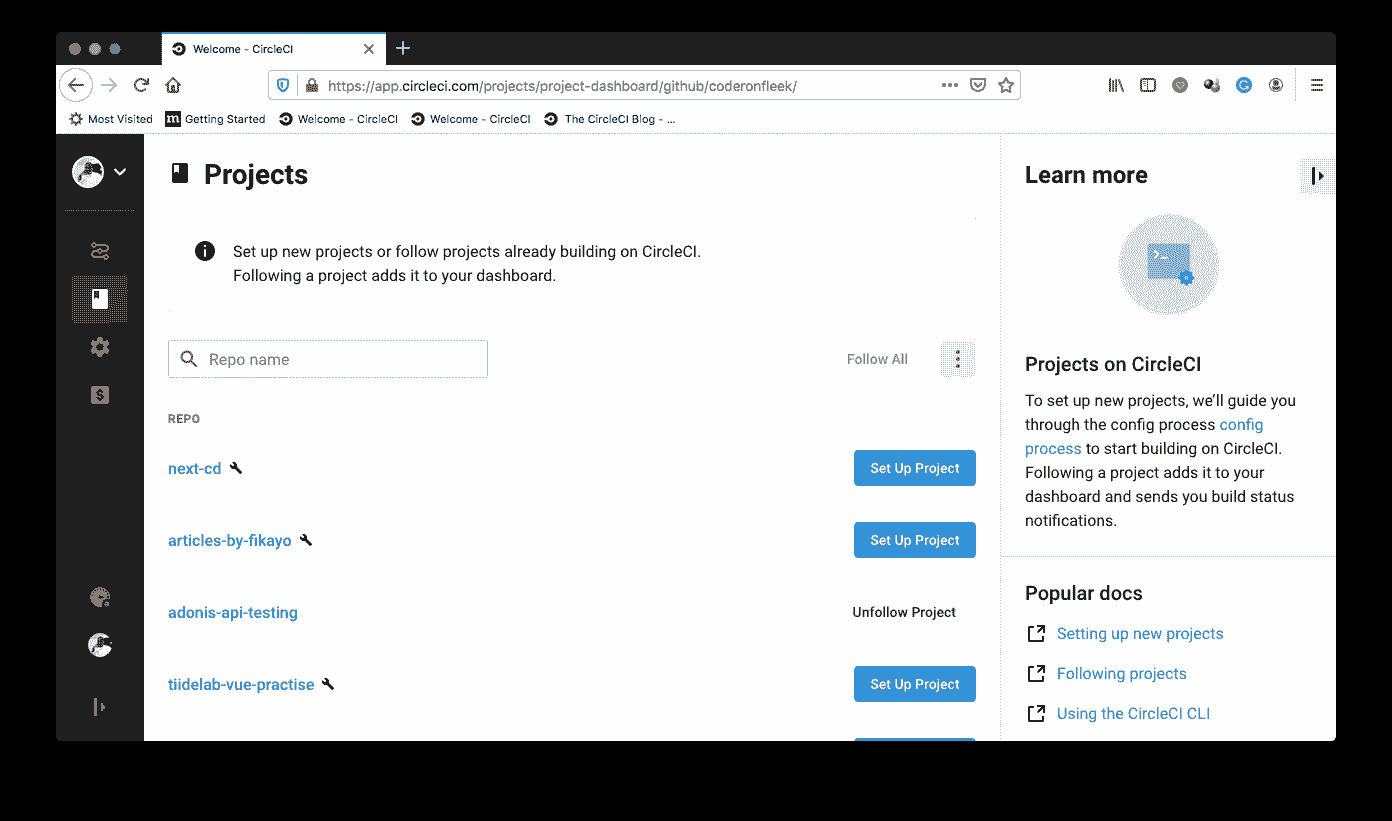 Welcome - CircleCI
https://app.circleci.com/projects/project-dashboard/github/coderonfleek/
Most Visited
Getting Started
Welcome - CircleCI
Welcome - CircleCI
The CircleCI Blog - ...
Projects
Set up new projects or follow projects already building on CircleCI.
Following a project adds it to your dashboard.
Repo name
Follow All
REPO
next-cd
Set Up Project
articles-by-fikayo
Set Up Project
adonis-api-testing
Unfollow Project
tiidelab-vue-practise
Set Up Project
Learn more
Projects on CircleCI
To set up new projects, we'll guide you
through the config process config
process to start building on CircleCI.
Following a project adds it to your
dashboard and sends you build status
notifications.
Popular docs
Setting up new projects
Following projects
Using the CircleCI CLI